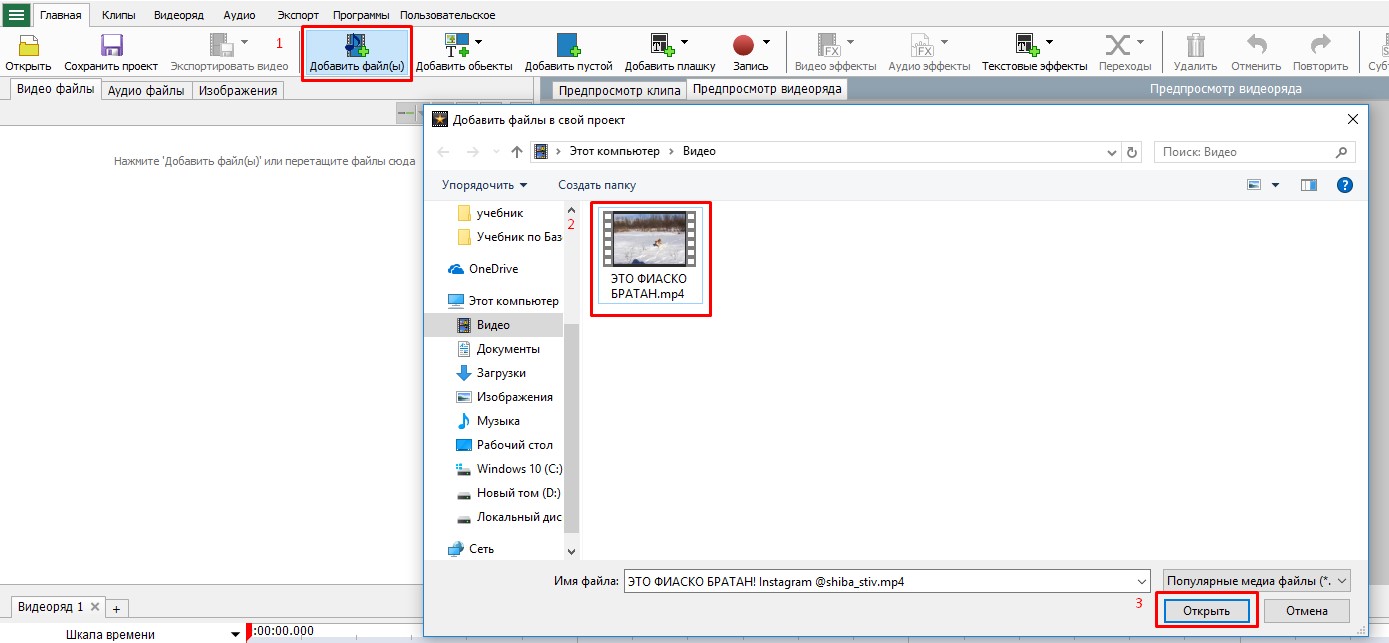 Главная Клипы Видеоряд Аудио Экспорт Программы Пользовательское
1
Открыть Сохранить проект Экспортировать видео Добавить файл(ы) Добавить объекты Добавить пустой Добавить плашку Запись Видео эффекты Аудио эффекты Текстовые эффекты Переходы Удалить Отменить Повторить
Видео файлы Аудио файлы Изображения Предпросмотр клипа Предпросмотр видеоряда Предпросмотр видеоряда
Нажмите 'Добавить файл(ы)' или перетащите файлы сюда
Добавить файлы в свой проект
Этот компьютер Видео
Поиск: Видео
Упорядочить Создать папку
учебник
Учебник по Баз
OneDrive
Этот компьютер
Видео
Документы
Загрузки
Изображения
Музыка
Рабочий стол
Windows 10 (C:)
Новый том (D:)
Локальный дис
Сеть
2
ЭТО ФИАСКО
БРАТАН.mp4
Имя файла: ЭТО ФИАСКО БРАТАН! Instagram @shiba_stiv.mp4 Популярные медиа файлы (*.
3 Открыть Отмена
Видеоряд 1 +
Шкала времени :00:00.000